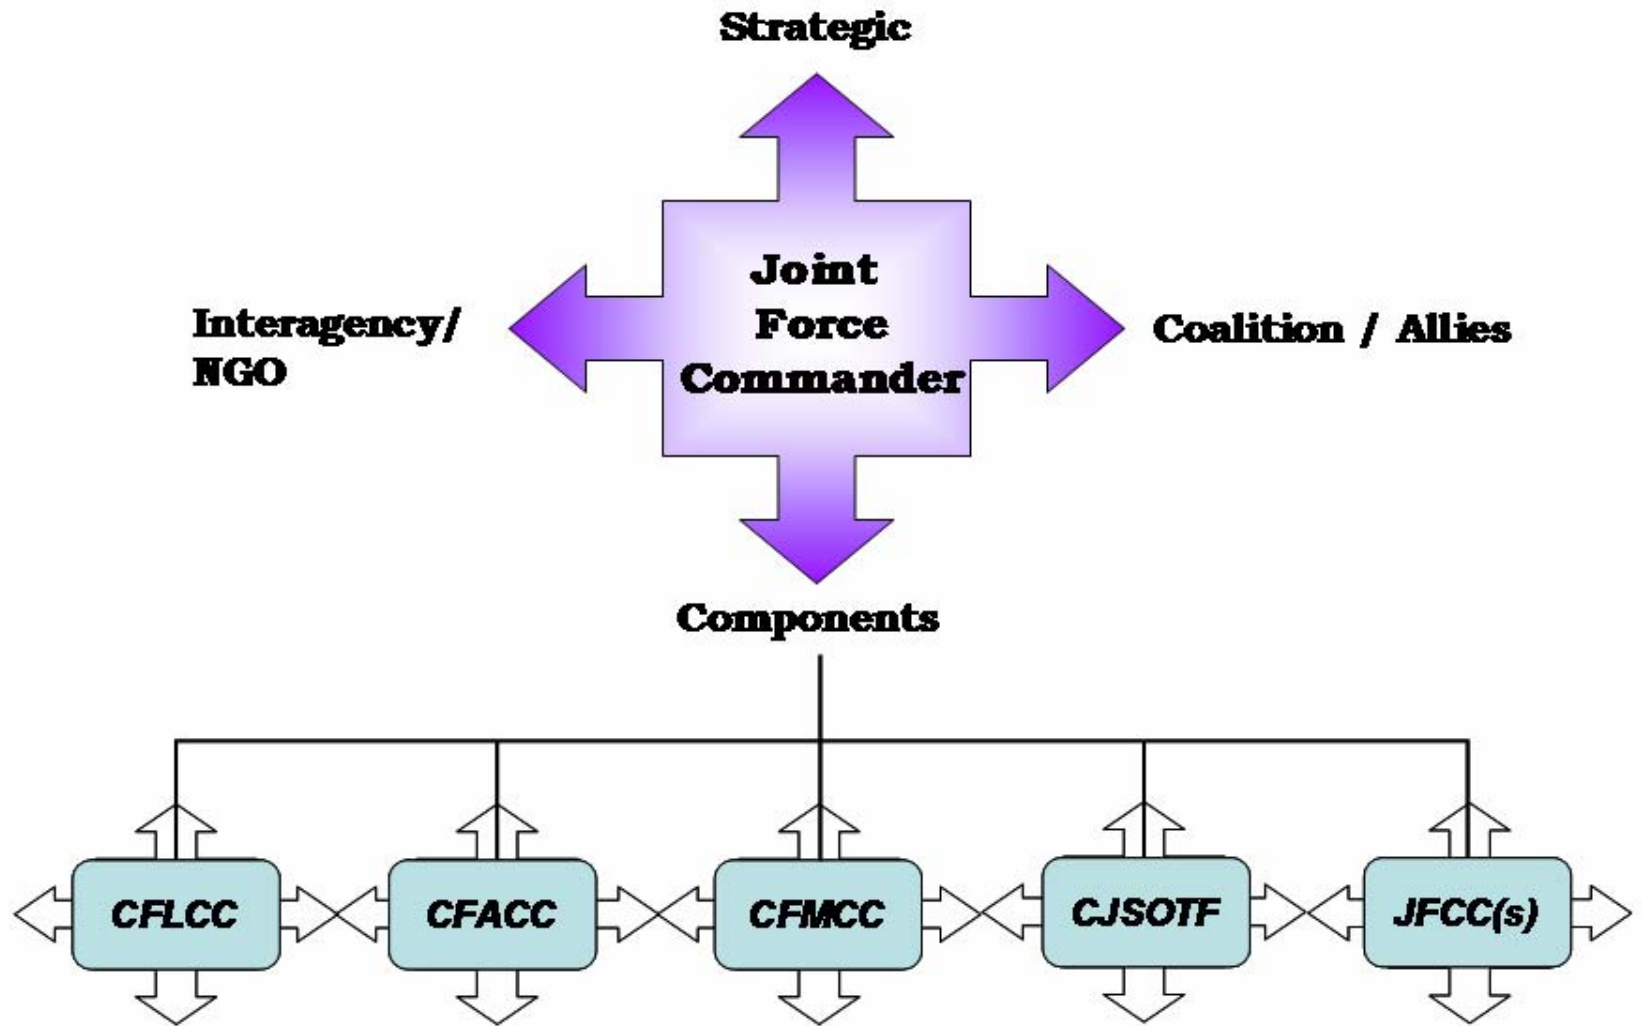 Strategic
Joint
Force
Commander
Interagency/
NGO
Coalition / Allies
Components
CFLCC
CFACC
CFMCC
CJSOTF
JFCC(s)